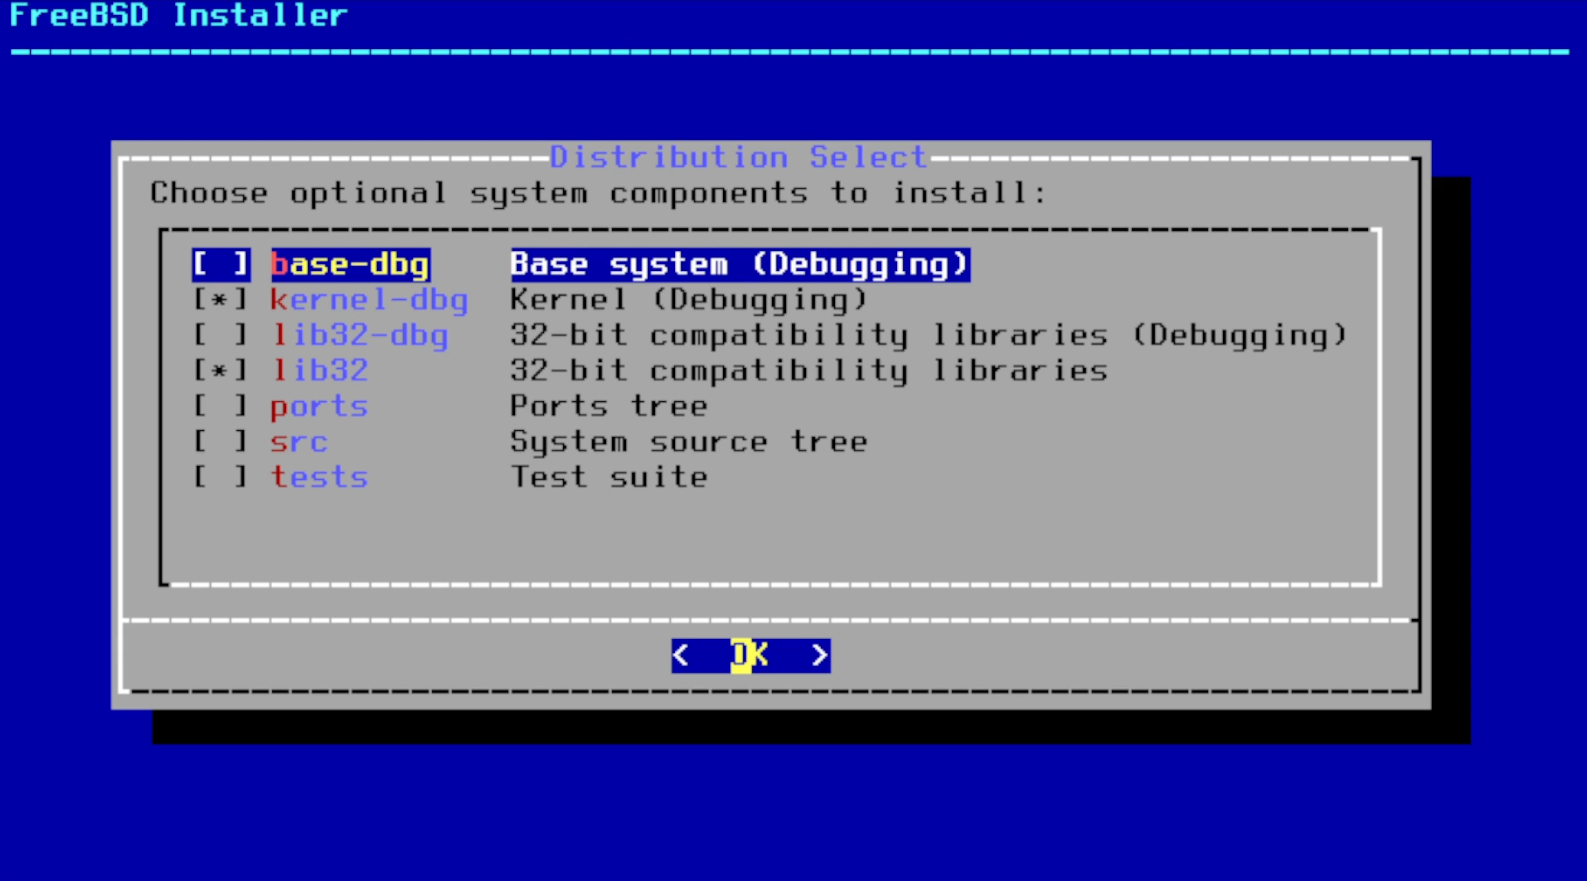 FreeBSD Installer
Distribution Select
Choose optional system components to install:
[ ] base-dbg Base system (Debugging)
[*] kernel-dbg Kernel (Debugging)
[ ] lib32-dbg 32-bit compatibility libraries (Debugging)
[*] lib32 32-bit compatibility libraries
[ ] ports Ports tree
[ ] src System source tree
[ ] tests Test suite
< OK >